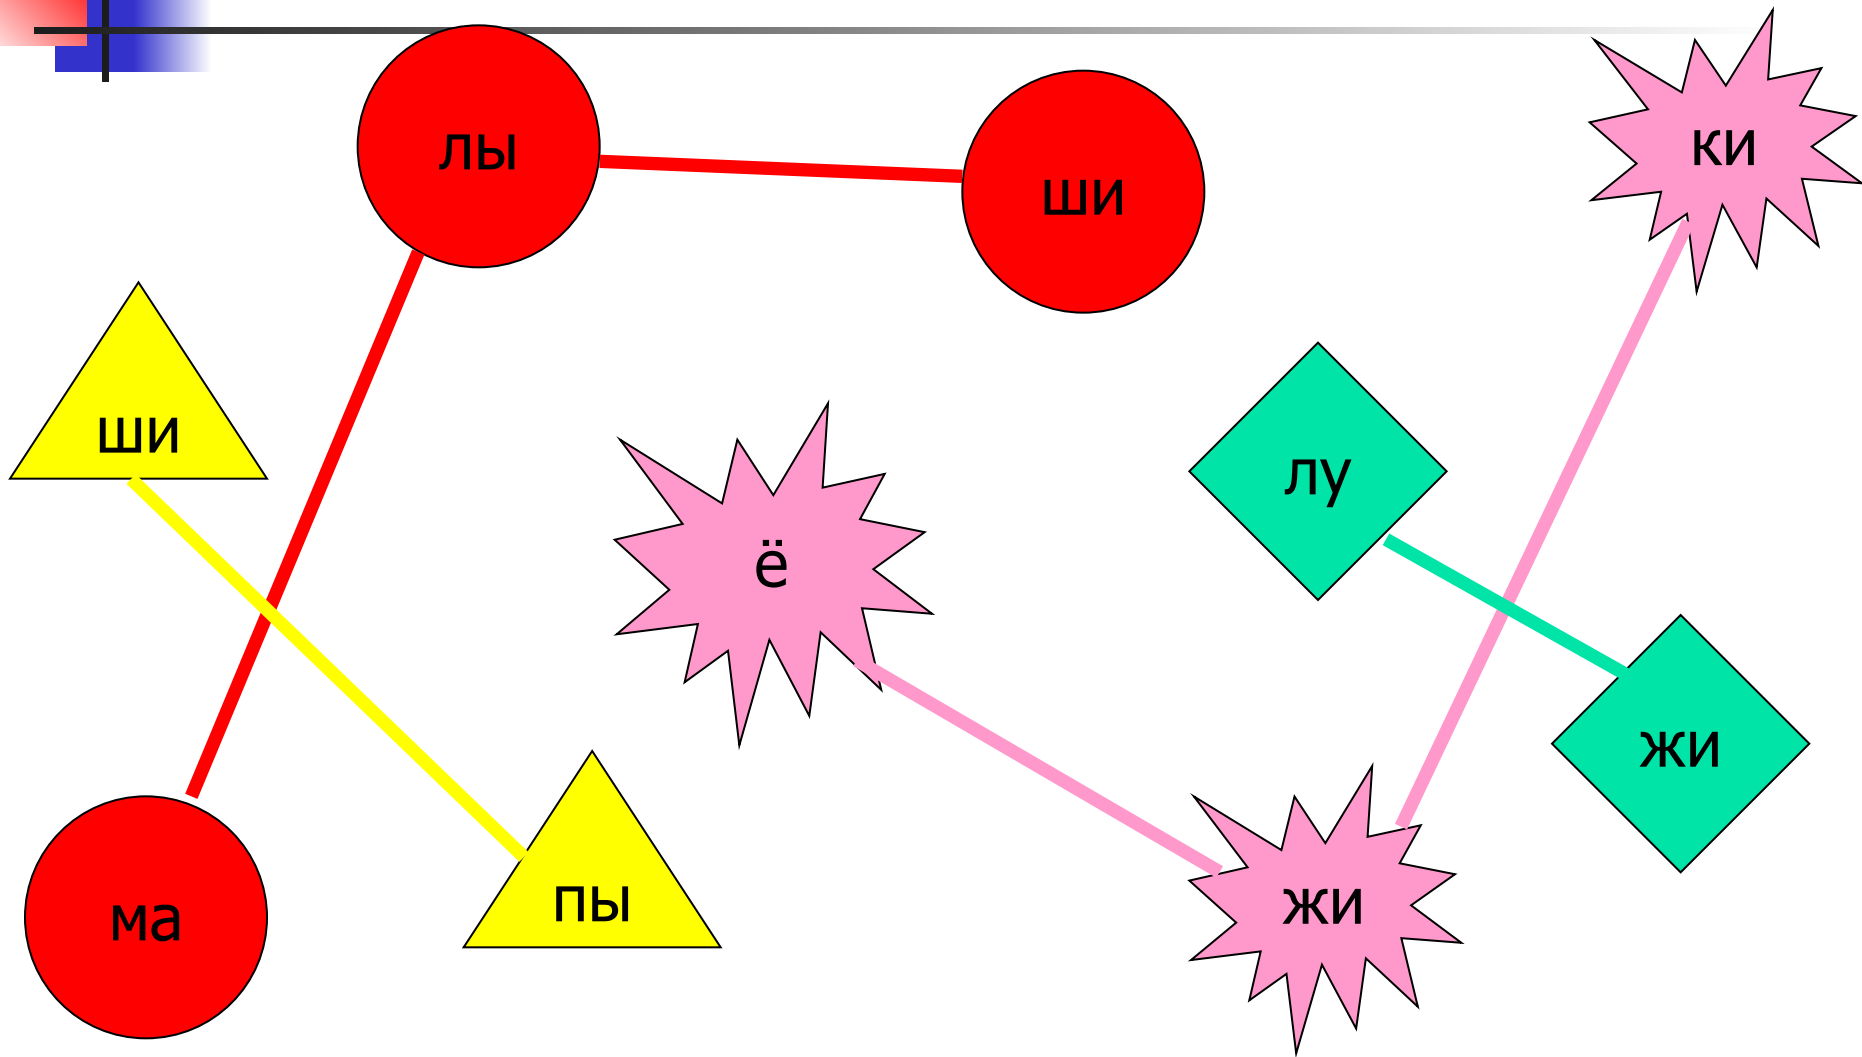 лы
ши
ки
ши
лу
ё
жи
пы
жи
ма